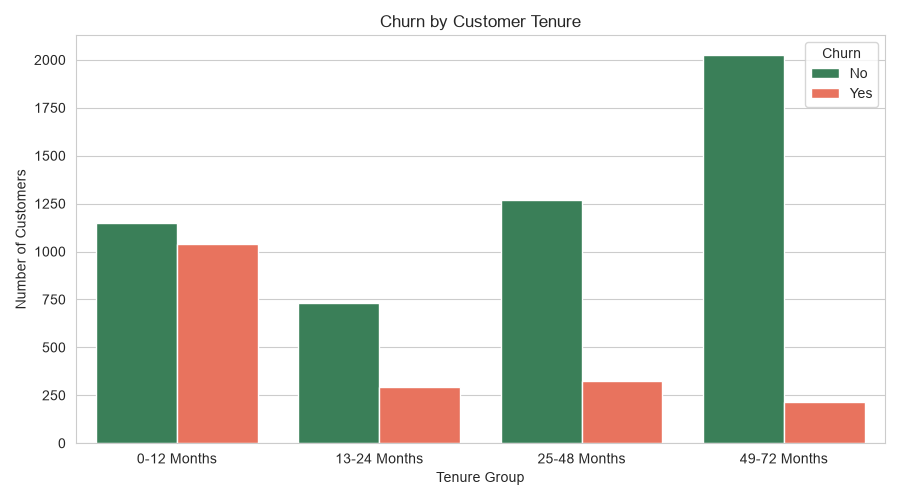 Churn by Customer Tenure
Churn
No
Yes
Number of Customers
2000
1750
1500
1250
1000
750
500
250
0
0-12 Months
13-24 Months
25-48 Months
49-72 Months
Tenure Group